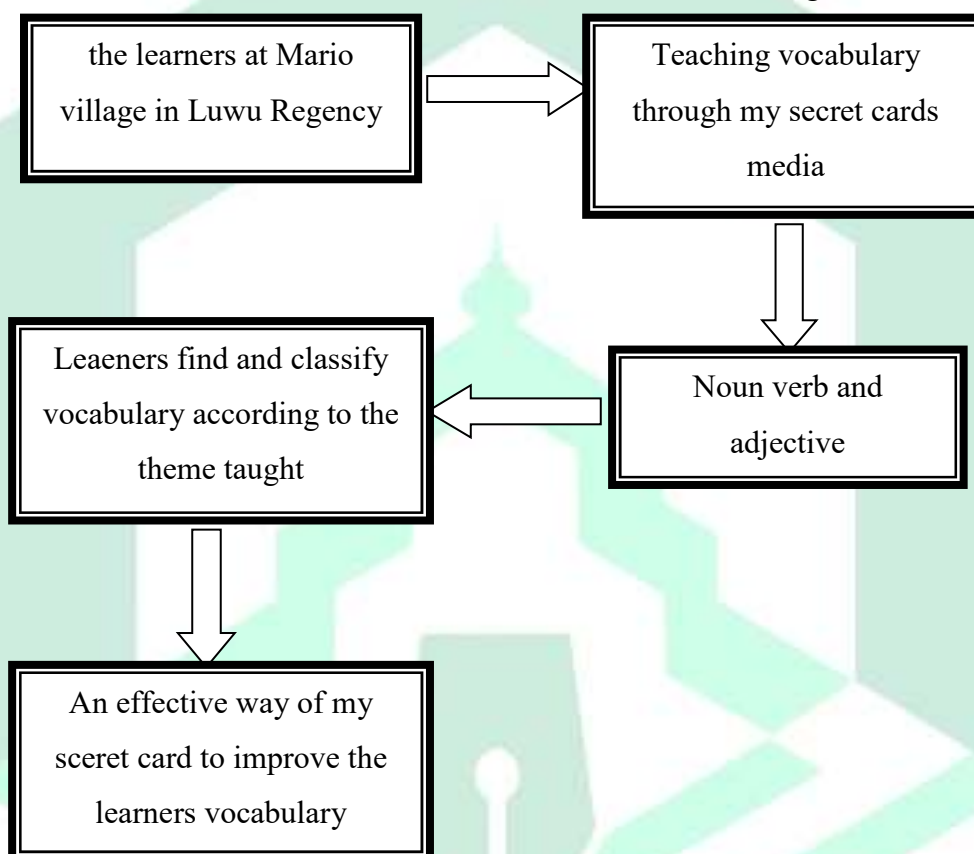 the learners at Mario
village in Luwu Regency
Teaching vocabulary
through my secret cards
media
Noun verb and
adjective
Leaeners find and classify
vocabulary according to the
theme taught
An effective way of my
sceret card to improve the
learners vocabulary